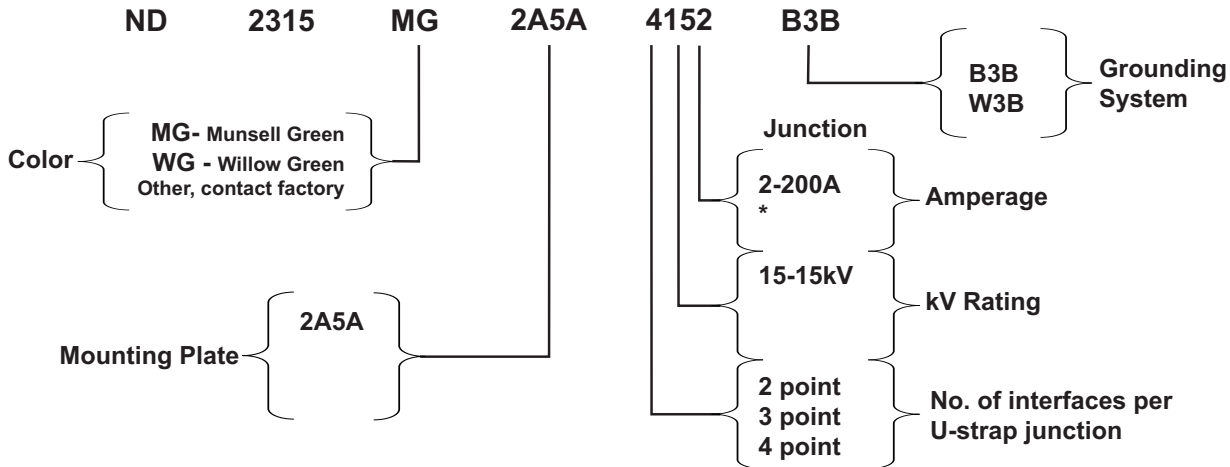 ND 2315 MG 2A5A 4152 B3B
B3B
W3B
Grounding
System
Color
MG- Munsell Green
WG - Willow Green
Other, contact factory
Junction
2-200A
*
Amperage
15-15kV
kV Rating
Mounting Plate
2A5A
2 point
3 point
4 point
No. of interfaces per
U-strap junction